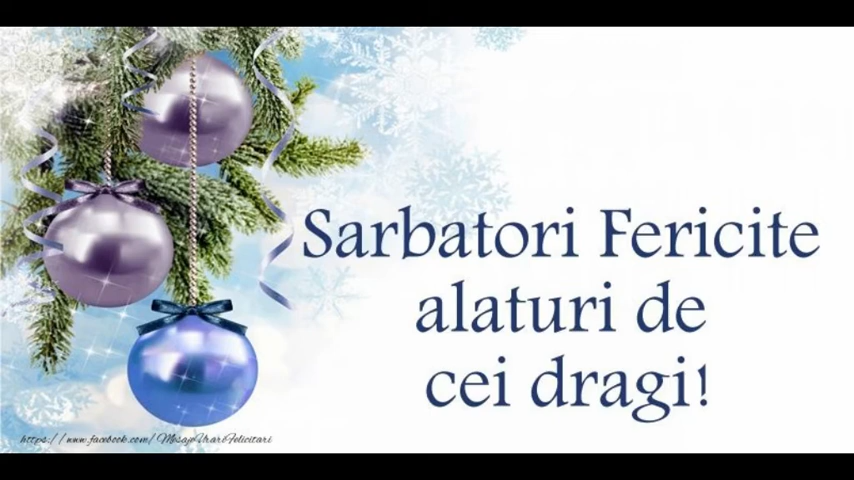 Sarbatori Fericite
alaturi de
cei dragi!
https://www.facebook.com/MesajeUrariFelicitari